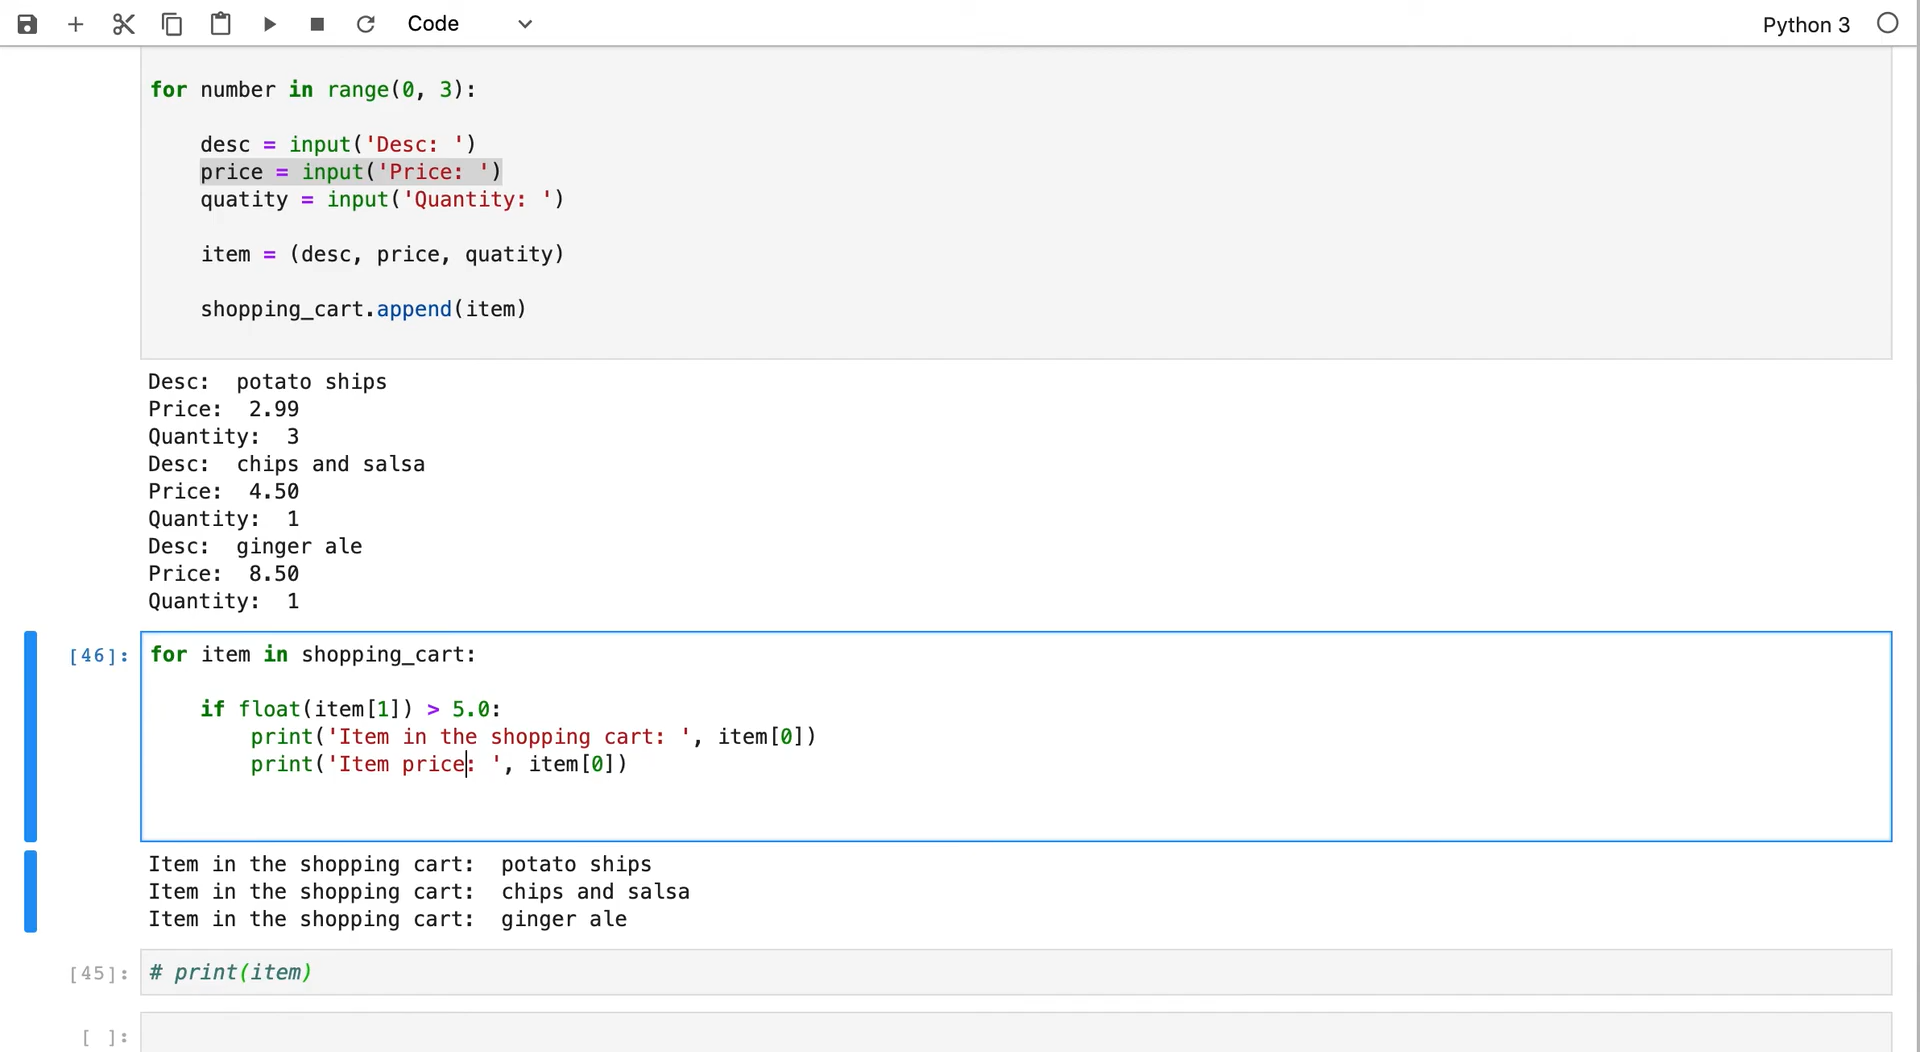 Code
Python 3
for number in range(0, 3):
desc = input('Desc: ')
price = input('Price: ')
quatity = input('Quantity: ')
item = (desc, price, quatity)
shopping_cart.append(item)
Desc:  potato ships
Price:  2.99
Quantity:  3
Desc:  chips and salsa
Price:  4.50
Quantity:  1
Desc:  ginger ale
Price:  8.50
Quantity:  1
[46]: for item in shopping_cart:
if float(item[1]) > 5.0:
print('Item in the shopping cart: ', item[0])
print('Item price: ', item[0])
Item in the shopping cart:  potato ships
Item in the shopping cart:  chips and salsa
Item in the shopping cart:  ginger ale
[45]: # print(item)
[ ]: